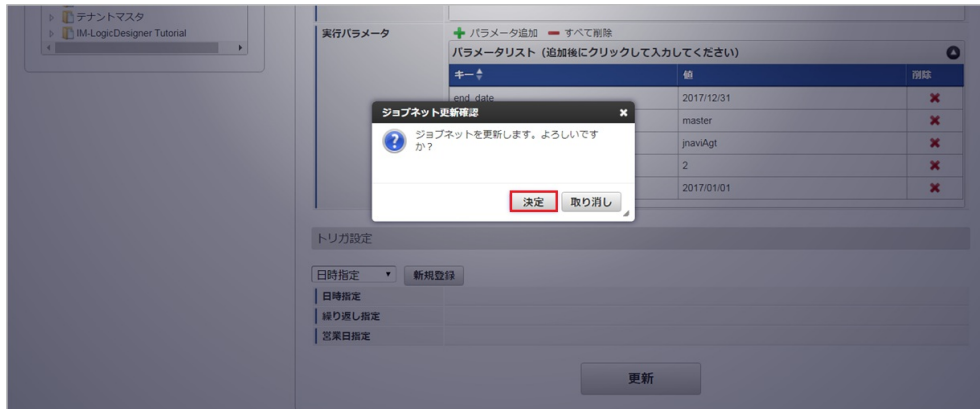 テナントマスタ
IM-LogicDesigner Tutorial
実行パラメータ
パラメータ追加 すべて削除
パラメータリスト（追加後にクリックして入力してください）
キー 値 削除
end_date 2017/12/31
master
jnaviAgt
2
2017/01/01
ジョブネット更新確認
ジョブネットを更新します。よろしいです
か？
決定 取り消し
トリガ設定
日時指定 新規登録
日時指定
繰り返し指定
営業日指定
更新